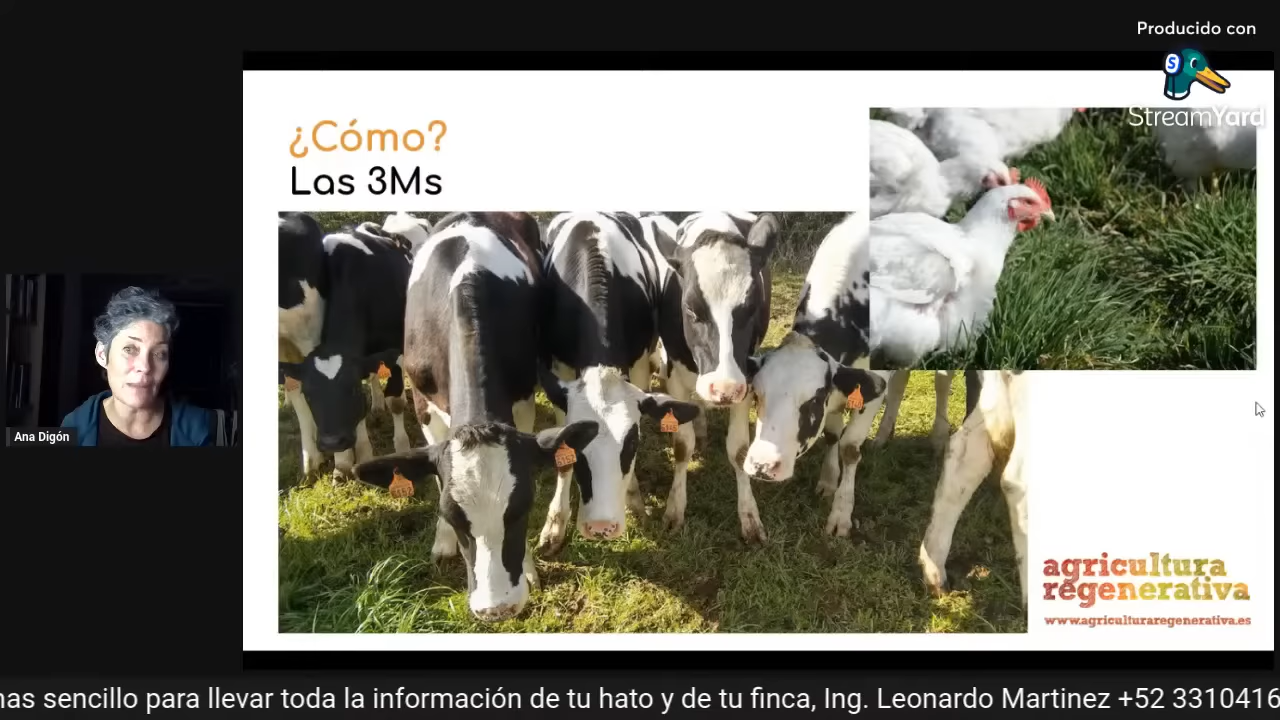 Producido con
StreamYard
¿Cómo?
Las 3Ms
Ana Digón
agricultura
regenerativa
www.agriculturaregenerativa.es
sencillo para llevar toda la información de tu hato y de tu finca, Ing. Leonardo Martinez +52 3310416